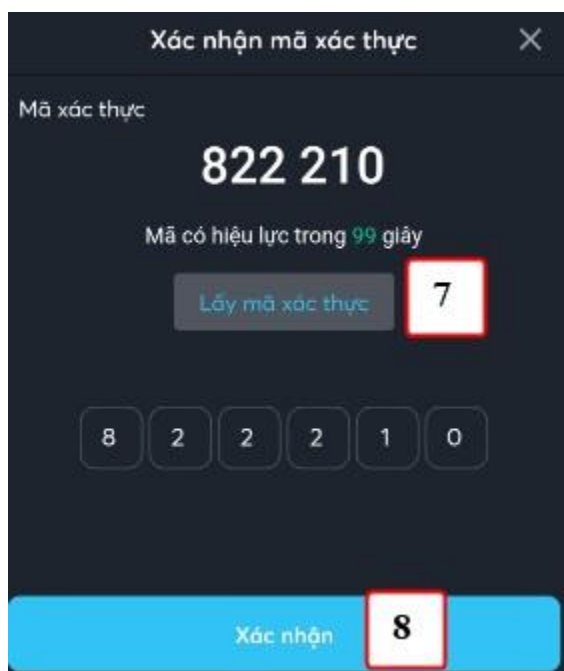 Xác nhận mã xác thực
Mã xác thực
822 210
Mã có hiệu lực trong 99 giây
Lấy mã xác thực 7
8 2 2 2 1 0
Xác nhận 8